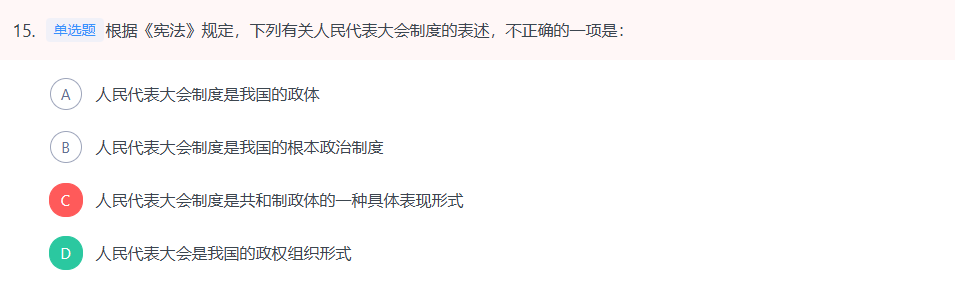 15. 单选题 根据《宪法》规定，下列有关人民代表大会制度的表述，不正确的一项是：
A 人民代表大会制度是我国的政体
B 人民代表大会制度是我国的根本政治制度
C 人民代表大会制度是共和制政体的一种具体表现形式
D 人民代表大会是我国的政权组织形式